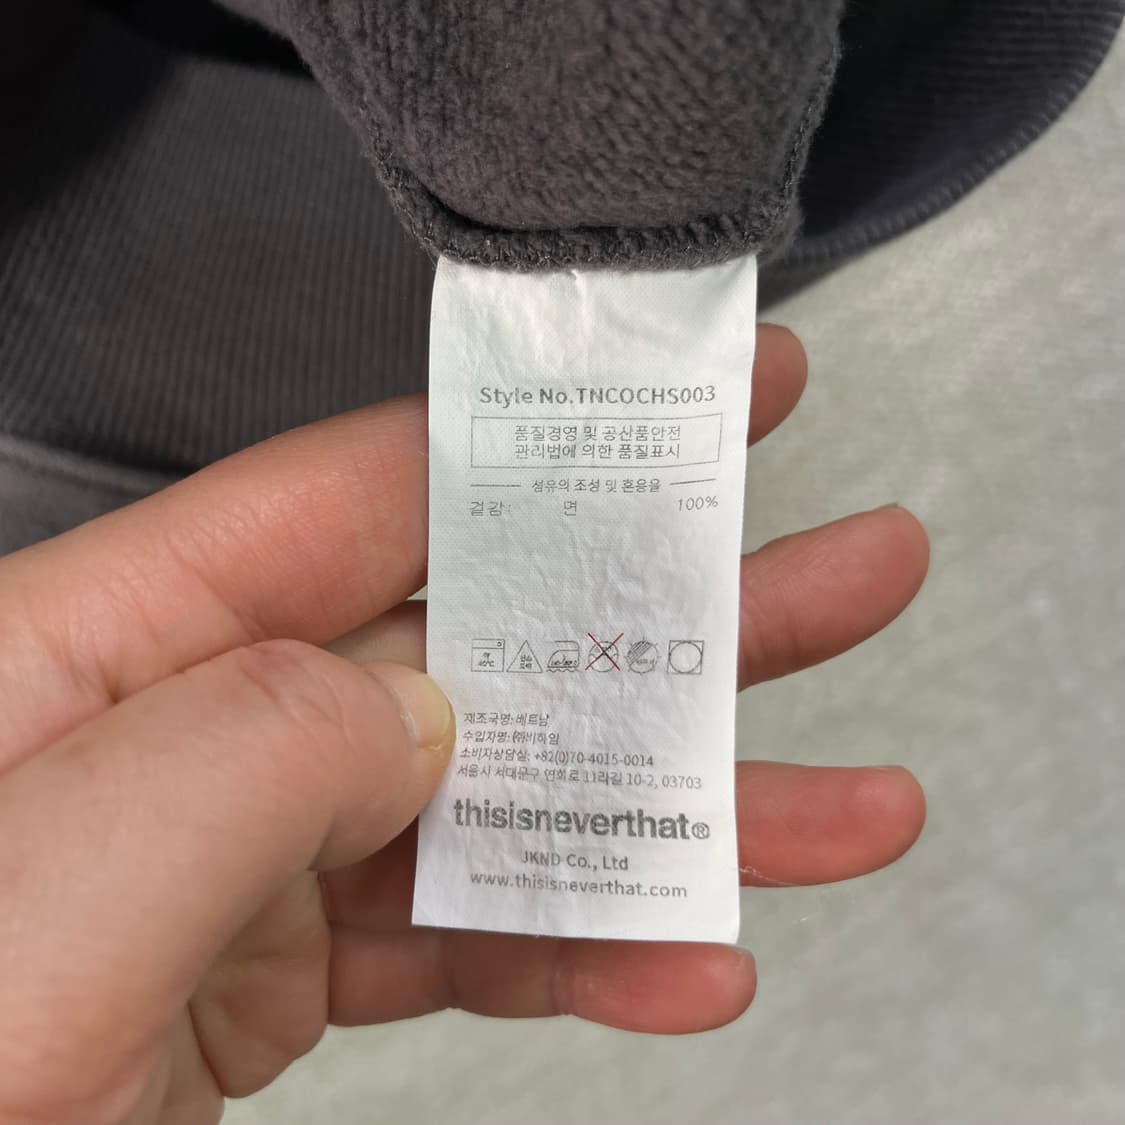 Style No.TNCOCHS003
품질경영 및 공산품안전
관리법에 의한 품질표시
섬유의 조성 및 혼용율
겉감: 면 100%
제조국명: 베트남
수입자명: ㈜비하임
소비자상담실: +82(0)70-4015-0014
서울시 서대문구 연희로 11라길 10-2, 03703
thisisneverthat®
JKND Co., Ltd
www.thisisneverthat.com